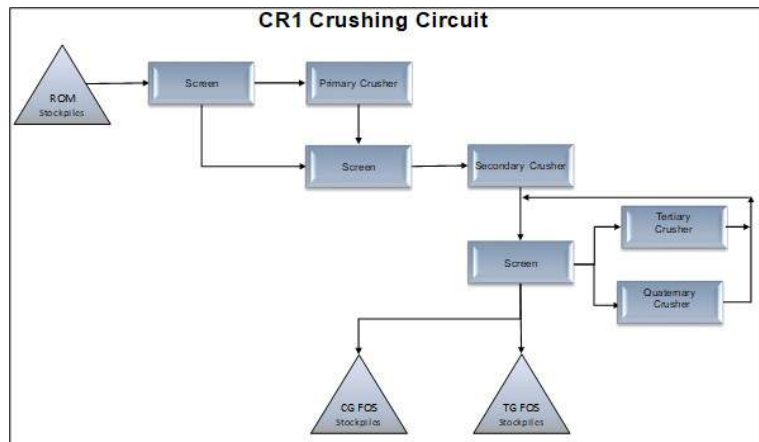 CR1 Crushing Circuit
ROM
Stockpiles
Screen
Primary Crusher
Screen
Secondary Crusher
Screen
Tertiary
Crusher
Quaternary
Crusher
CG FOS
Stockpiles
TG FOS
Stockpiles